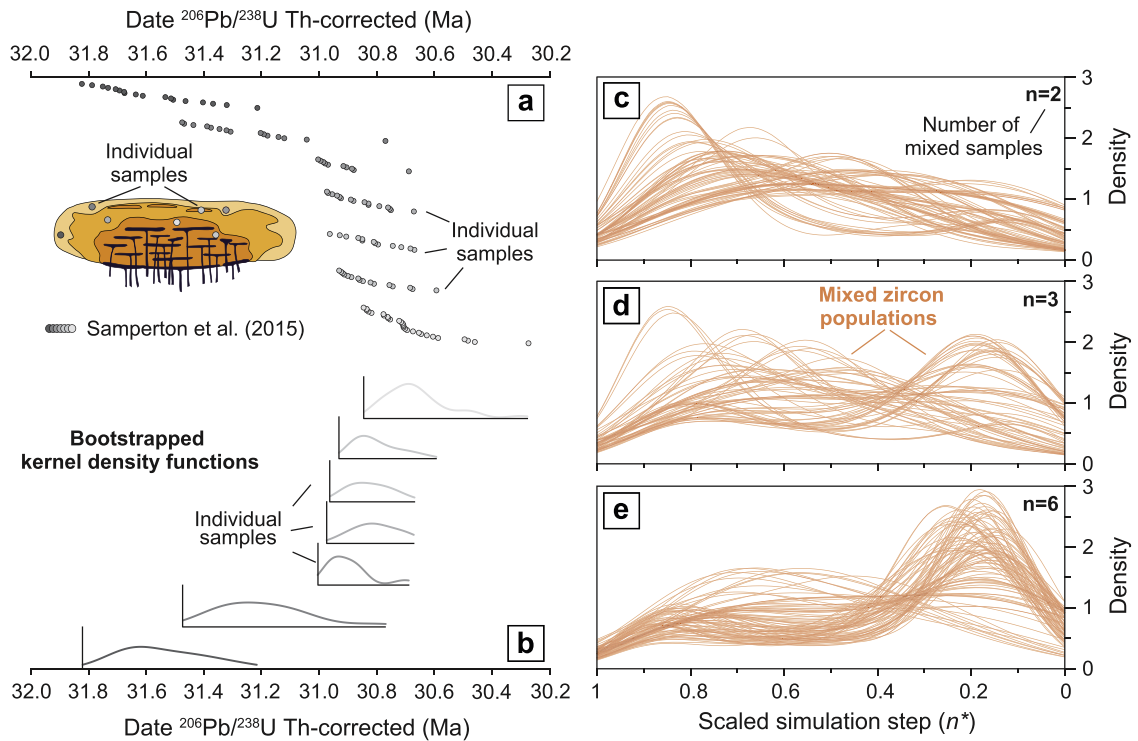 Date ²⁰⁶Pb/²³⁸U Th-corrected (Ma)
32.0 31.8 31.6 31.4 31.2 31.0 30.8 30.6 30.4 30.2
a
Individual
samples
Individual
samples
Samperton et al. (2015)
Bootstrapped
kernel density functions
Individual
samples
b
32.0 31.8 31.6 31.4 31.2 31.0 30.8 30.6 30.4 30.2
Date ²⁰⁶Pb/²³⁸U Th-corrected (Ma)
c
n=2
Number of
mixed samples
3
2
1
0
Density
d
Mixed zircon
populations
n=3
3
2
1
0
Density
e
n=6
3
2
1
0
Density
1 0.8 0.6 0.4 0.2 0
Scaled simulation step (n*)